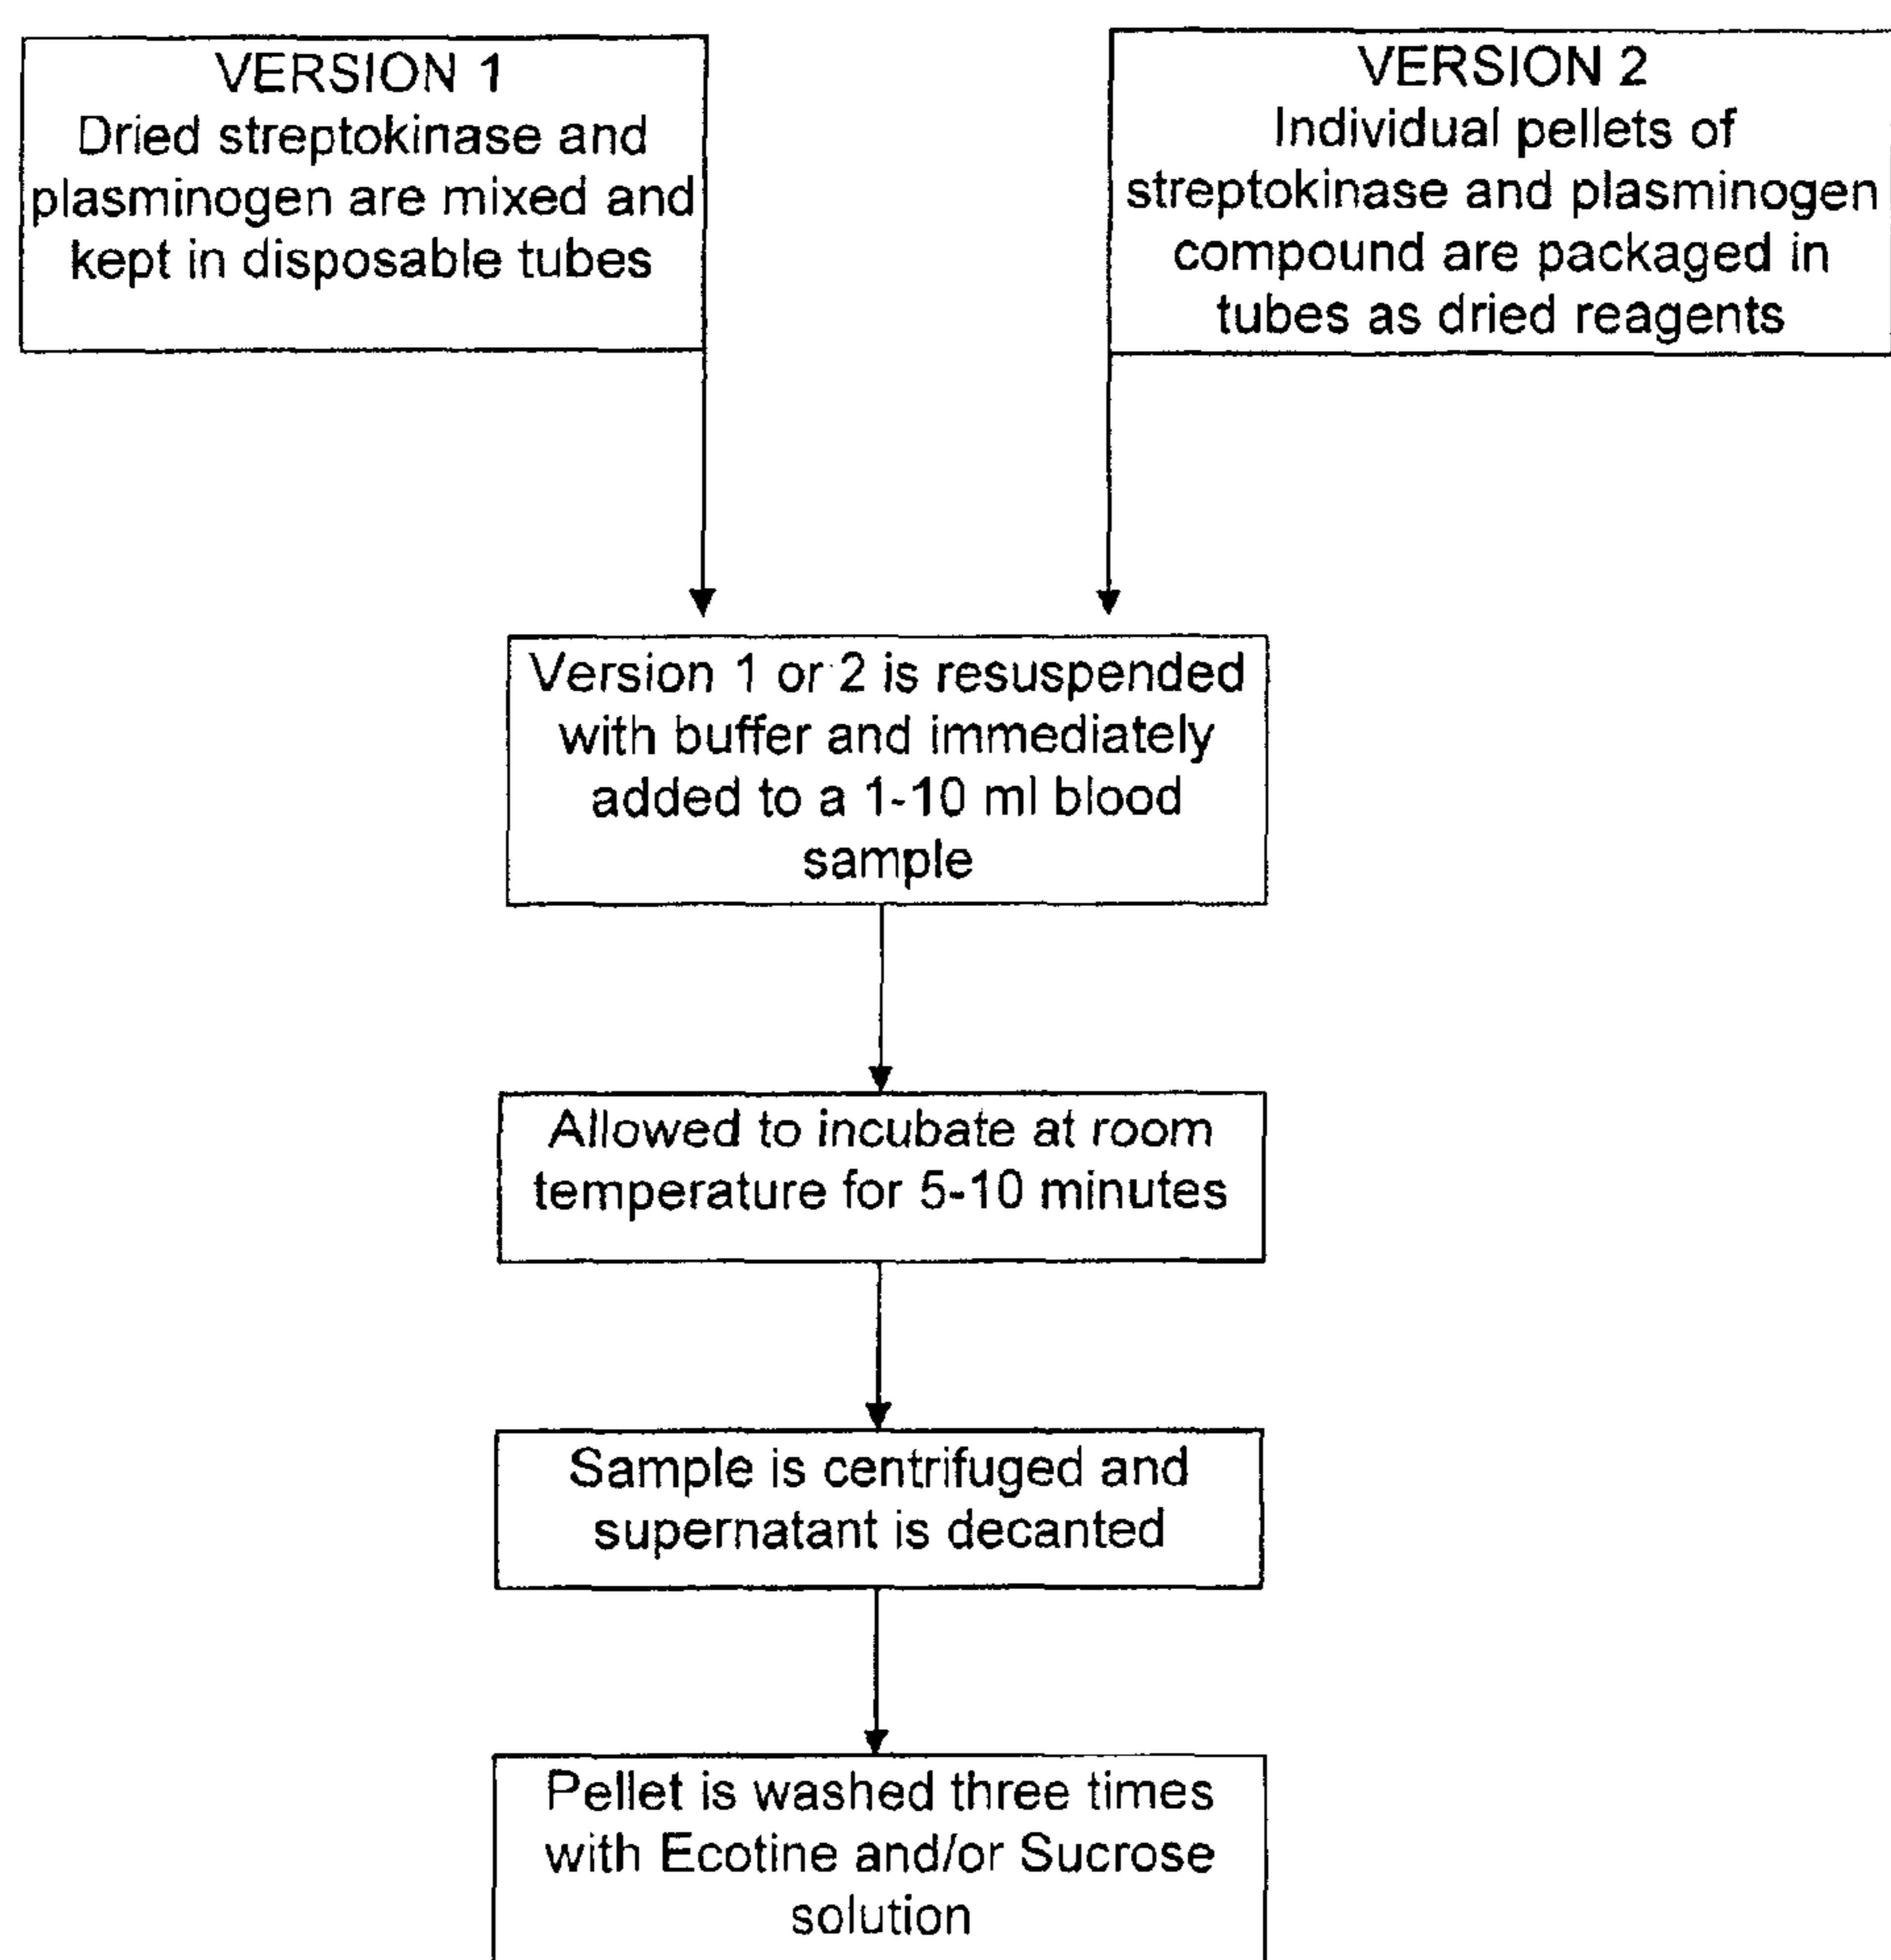 VERSION 1
Dried streptokinase and
plasminogen are mixed and
kept in disposable tubes
VERSION 2
Individual pellets of
streptokinase and plasminogen
compound are packaged in
tubes as dried reagents
Version 1 or 2 is resuspended
with buffer and immediately
added to a 1-10 ml blood
sample
Allowed to incubate at room
temperature for 5-10 minutes
Sample is centrifuged and
supernatant is decanted
Pellet is washed three times
with Ecotine and/or Sucrose
solution